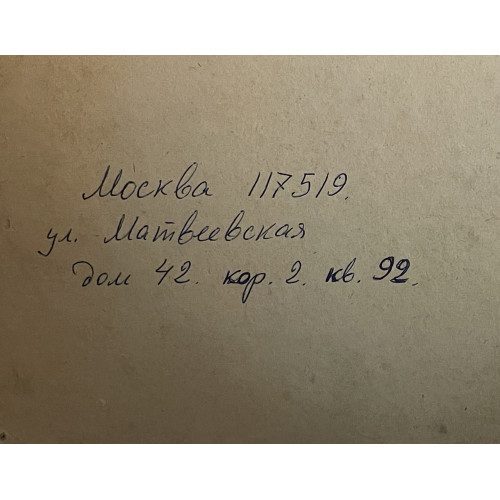 Москва 117519.
ул. Матвеевская
дом 42. кор. 2. кв. 92.